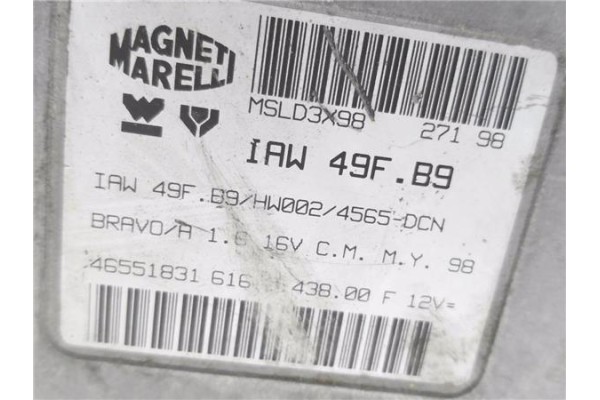 MAGNETI
MARELLI
MSLD3X98 271 98
IAW 49F.B9
IAW 49F.B9/HW002/4565-DCN
BRAVO/A 1.6 16V C.M. M.Y. 98
46551831 616 438.00 F 12V=